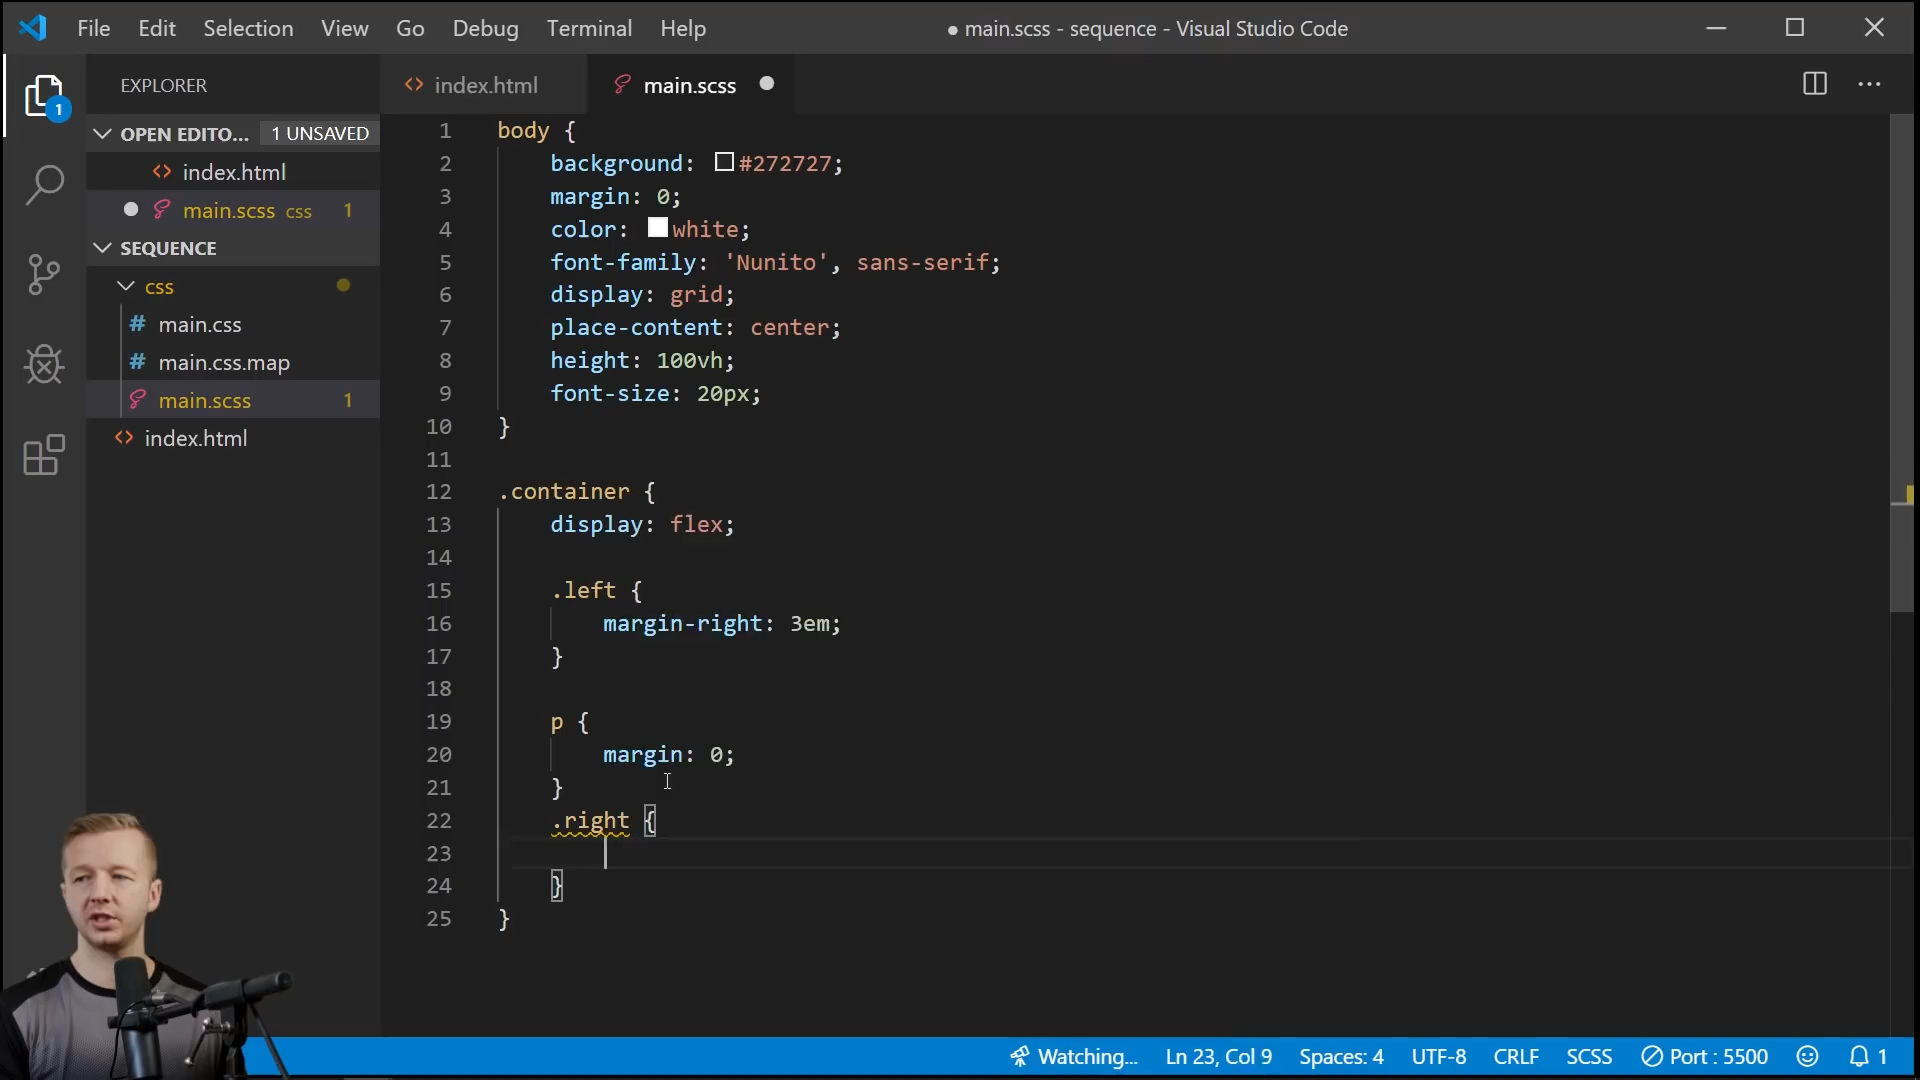 File Edit Selection View Go Debug Terminal Help ● main.scss - sequence - Visual Studio Code
EXPLORER
OPEN EDITO... 1 UNSAVED
index.html
main.scss css 1
SEQUENCE
css
main.css
main.css.map
main.scss 1
index.html
1
index.html main.scss
1 body {
2 background: #272727;
3 margin: 0;
4 color: white;
5 font-family: 'Nunito', sans-serif;
6 display: grid;
7 place-content: center;
8 height: 100vh;
9 font-size: 20px;
10 }
11
12 .container {
13 display: flex;
14
15 .left {
16 margin-right: 3em;
17 }
18
19 p {
20 margin: 0;
21 }
22 .right {
23
24 }
25 }
Watching... Ln 23, Col 9 Spaces: 4 UTF-8 CRLF SCSS Port : 5500 1